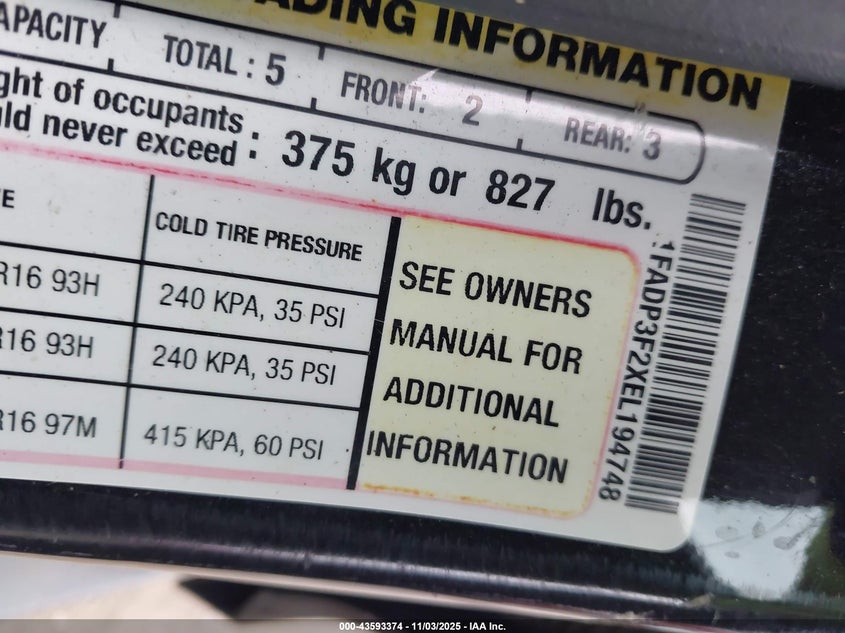 ADING INFORMATION
APACITY TOTAL : 5 FRONT: 2 REAR: 3
ght of occupants
ld never exceed : 375 kg or 827 lbs.
E COLD TIRE PRESSURE
R16 93H 240 KPA, 35 PSI
R16 93H 240 KPA, 35 PSI
R16 97M 415 KPA, 60 PSI
SEE OWNERS
MANUAL FOR
ADDITIONAL
INFORMATION
1FADP3F2XEL194748
000-43593374 - 11/03/2025 - IAA Inc.